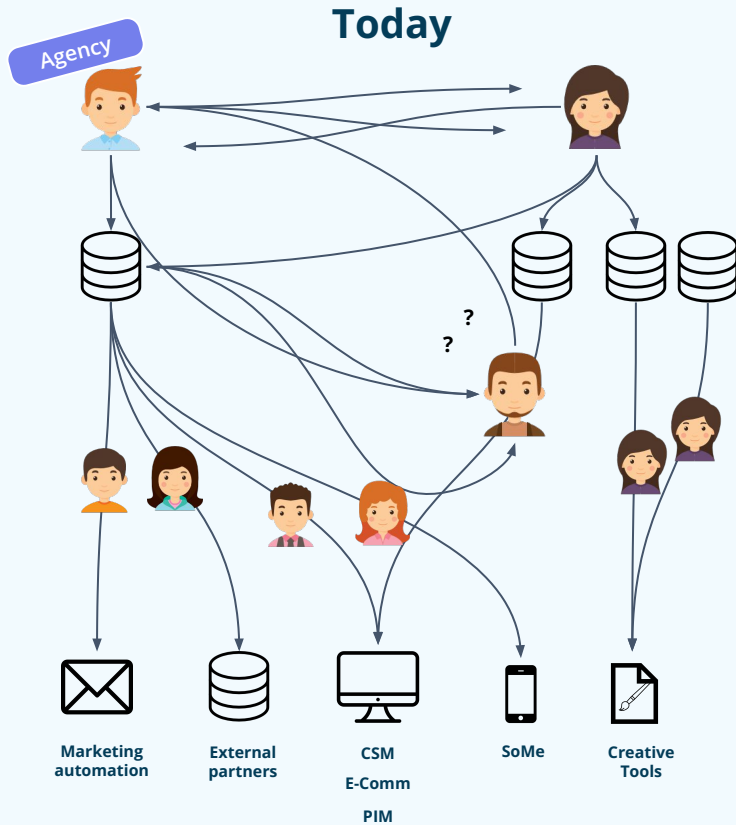 Today
Agency
?
?
Marketing
automation
External
partners
CSM
E-Comm
PIM
SoMe
Creative
Tools